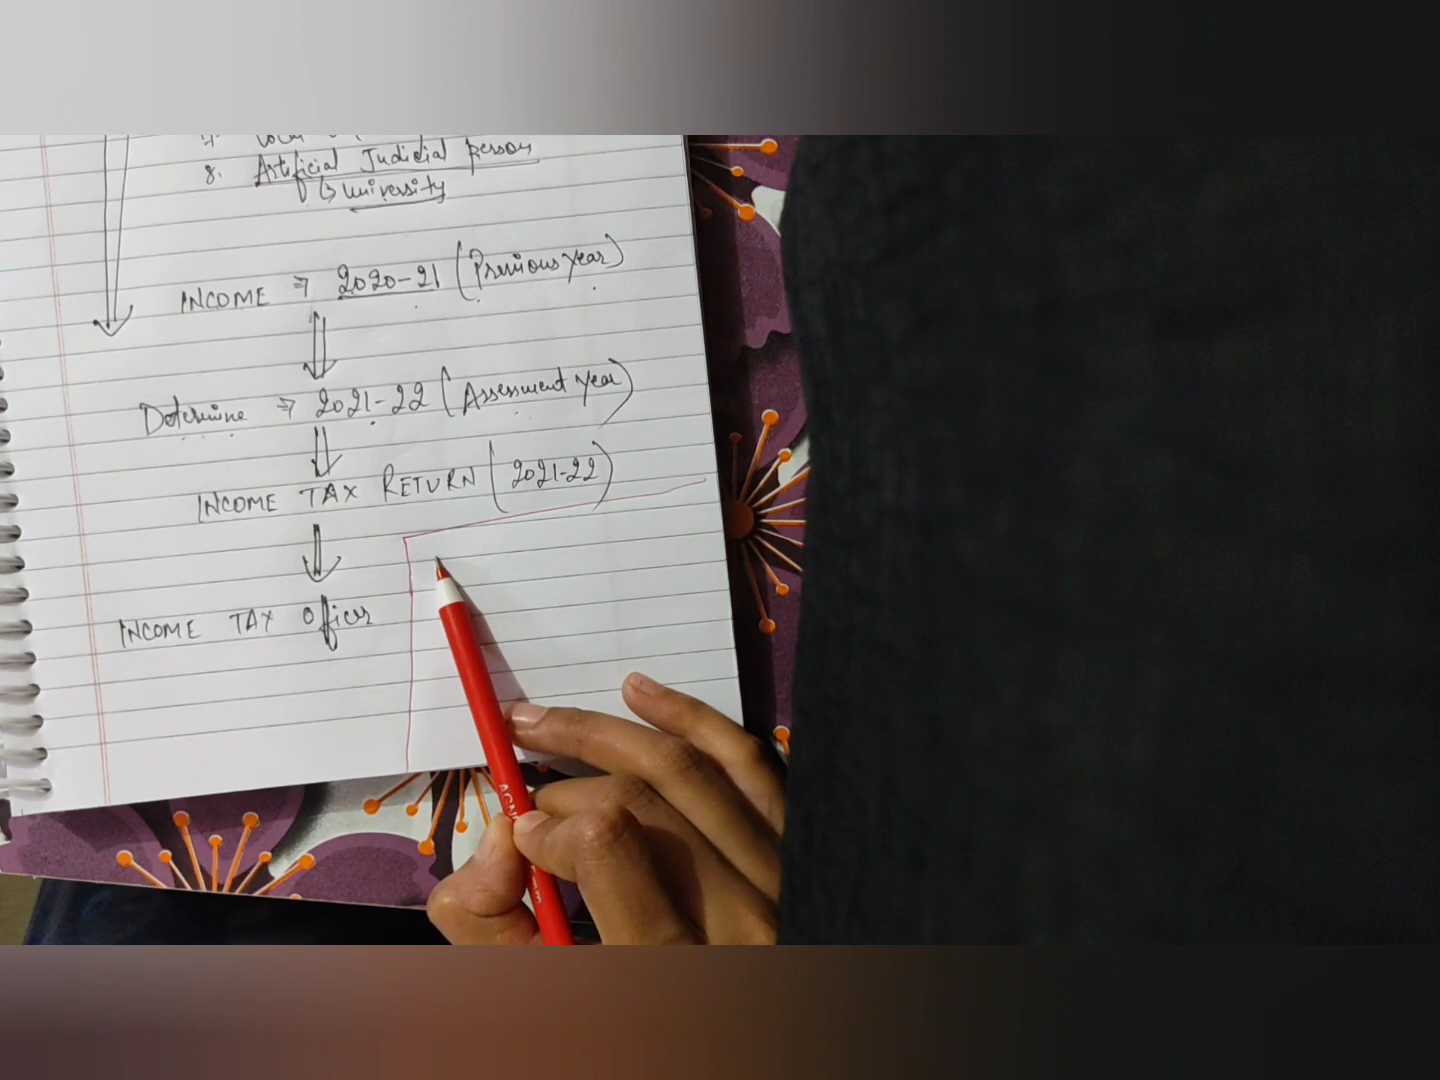 8. Artificial Judicial person
↳ University
INCOME ⇒ 2020-21 (Previous year)
Determine ⇒ 2021-22 (Assessment year)
INCOME TAX RETURN (2021-22)
INCOME TAX Officer